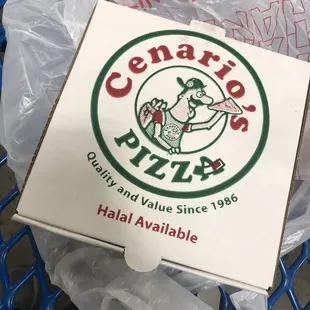 Cenario's
PIZZA
Quality and Value Since 1986
Halal Available